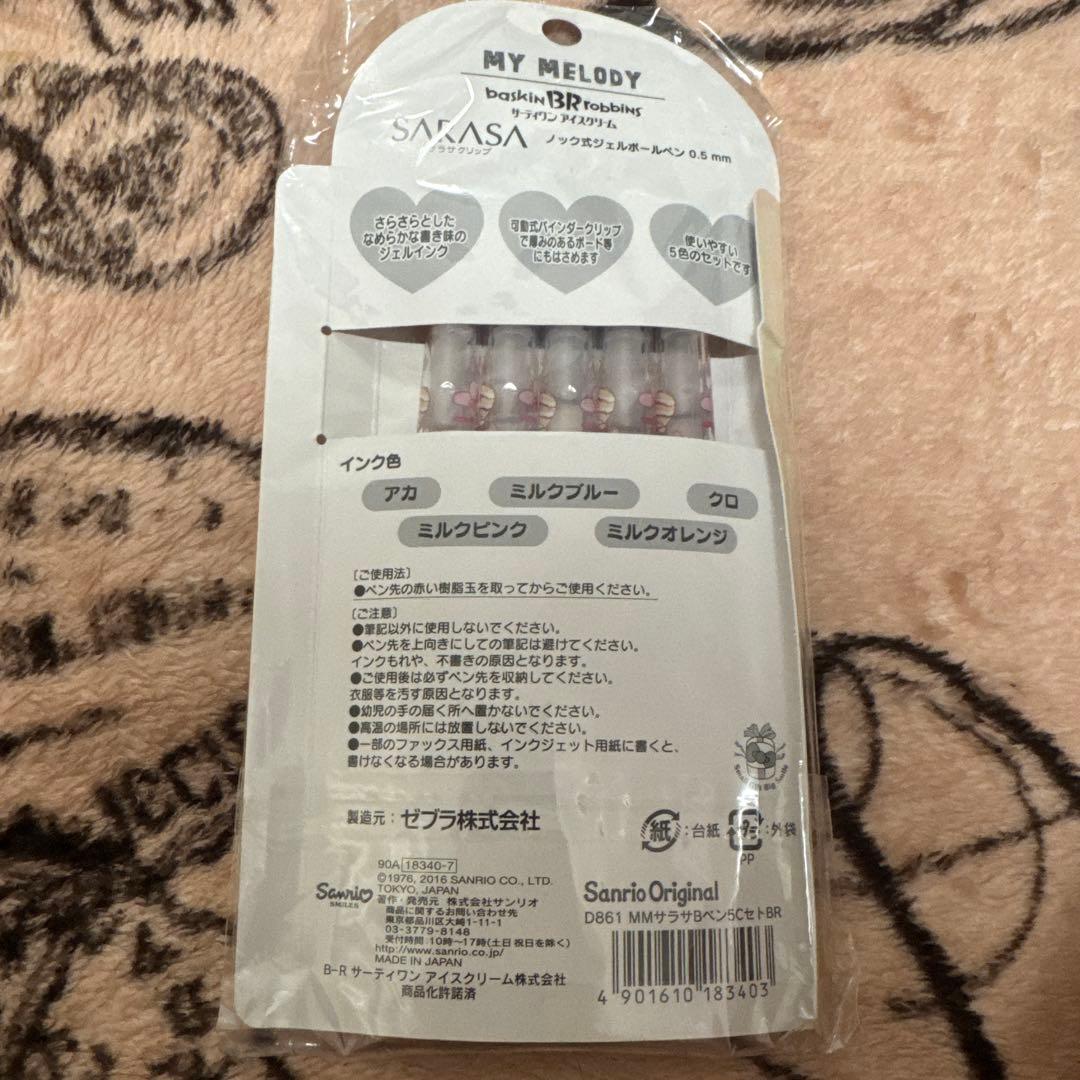 MY MELODY
baskin BR robbins
サーティワン アイスクリーム
SARASA
サラサクリップ
ノック式ジェルボールペン 0.5 mm
さらさらとした
なめらかな書き味の
ジェルインク
可動式バインダークリップ
で厚みのあるボード等
にもはさめます
使いやすい
5色のセットです
インク色
アカ
ミルクブルー
クロ
ミルクピンク
ミルクオレンジ
〔ご使用法〕
●ペン先の赤い樹脂玉を取ってからご使用ください。
〔ご注意〕
●筆記以外に使用しないでください。
●ペン先を上向きにしての筆記は避けてください。
インクもれや、不書きの原因となります。
●ご使用後は必ずペン先を収納してください。
衣服等を汚す原因となります。
●幼児の手の届く所へ置かないでください。
●高温の場所には放置しないでください。
●一部のファックス用紙、インクジェット用紙に書くと、
書けなくなる場合があります。
製造元：ゼブラ株式会社
紙：台紙
プラ：外袋
PP
90A 18340-7
©1976, 2016 SANRIO CO., LTD.
TOKYO, JAPAN
Sanrio
SMILES
著作・発売元 株式会社サンリオ
商品に関するお問い合わせ先
東京都品川区大崎1-11-1
03-3779-8148
受付時間 10時〜17時(土日祝日を除く)
http://www.sanrio.co.jp/
MADE IN JAPAN
B-R サーティワン アイスクリーム株式会社
商品化許諾済
Sanrio Original
D861 MMサラサBペン5CセトBR
4 901610 183403